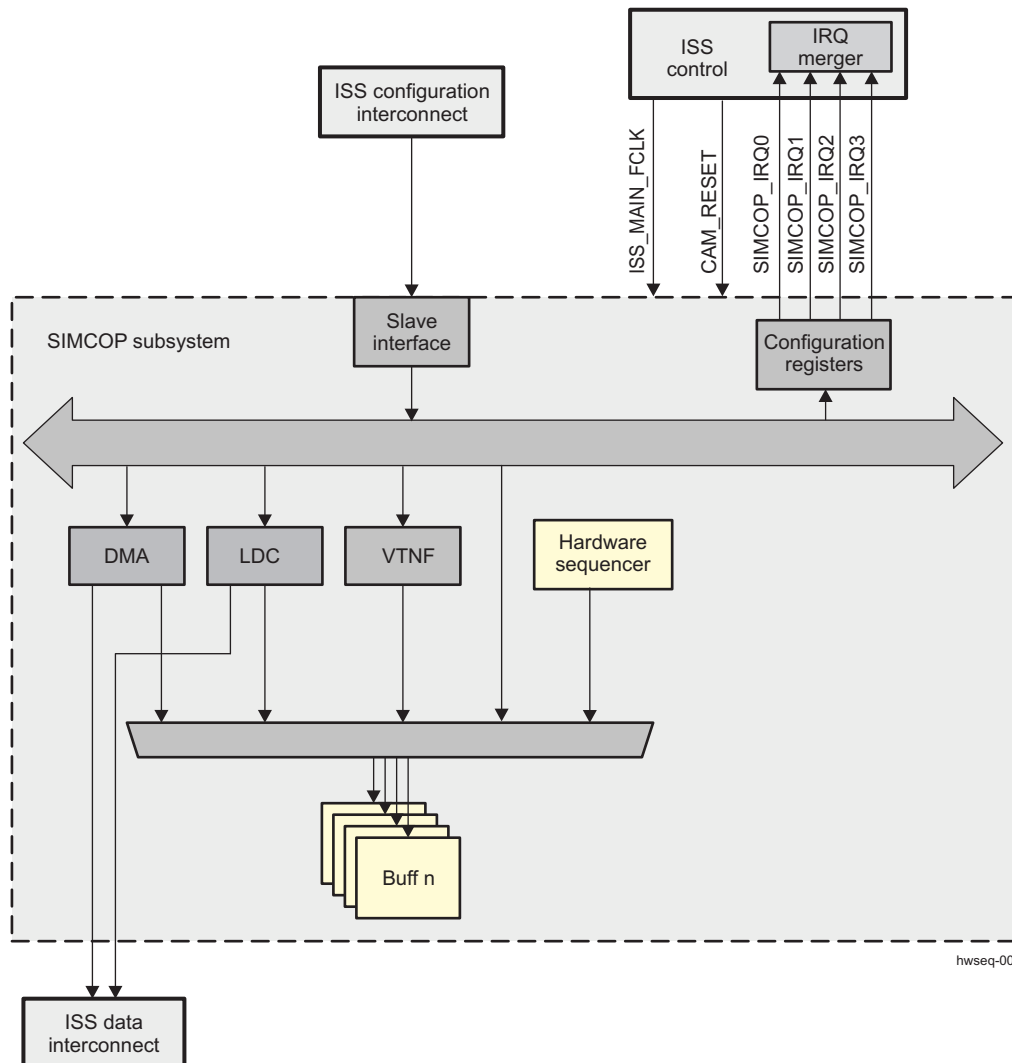 ISS
control
IRQ
merger
ISS configuration
interconnect
ISS_MAIN_FCLK
CAM_RESET
SIMCOP_IRQ0
SIMCOP_IRQ1
SIMCOP_IRQ2
SIMCOP_IRQ3
SIMCOP subsystem
Slave
interface
Configuration
registers
DMA
LDC
VTNF
Hardware
sequencer
Buff n
hwseq-00
ISS data
interconnect